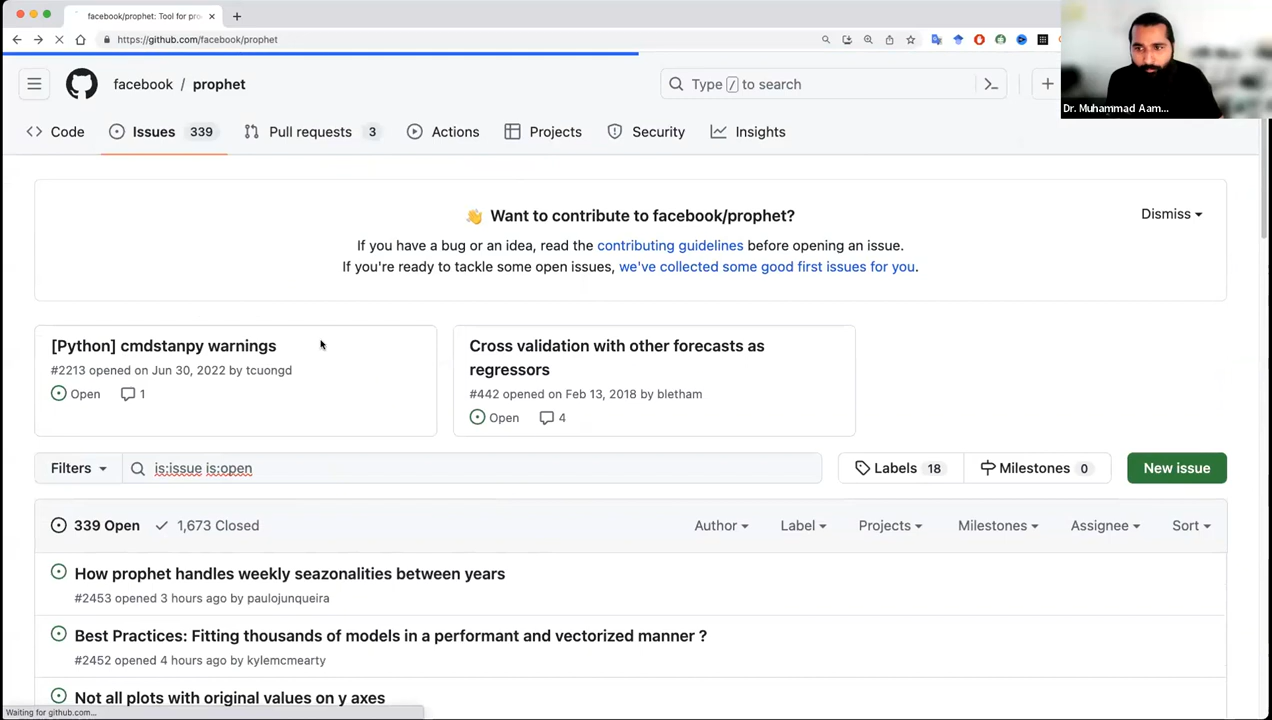 facebook/prophet: Tool for pro
https://github.com/facebook/prophet
Dr. Muhammad Aam...
facebook / prophet
Type / to search
Code
Issues 339
Pull requests 3
Actions
Projects
Security
Insights
👋 Want to contribute to facebook/prophet?
Dismiss
If you have a bug or an idea, read the contributing guidelines before opening an issue.
If you're ready to tackle some open issues, we've collected some good first issues for you.
[Python] cmdstanpy warnings
#2213 opened on Jun 30, 2022 by tcuongd
Open 1
Cross validation with other forecasts as
regressors
#442 opened on Feb 13, 2018 by bletham
Open 4
Filters
is:issue is:open
Labels 18
Milestones 0
New issue
339 Open
1,673 Closed
Author
Label
Projects
Milestones
Assignee
Sort
How prophet handles weekly seazonalities between years
#2453 opened 3 hours ago by paulojunqueira
Best Practices: Fitting thousands of models in a performant and vectorized manner ?
#2452 opened 4 hours ago by kylemcmearty
Not all plots with original values on y axes
Waiting for github.com...